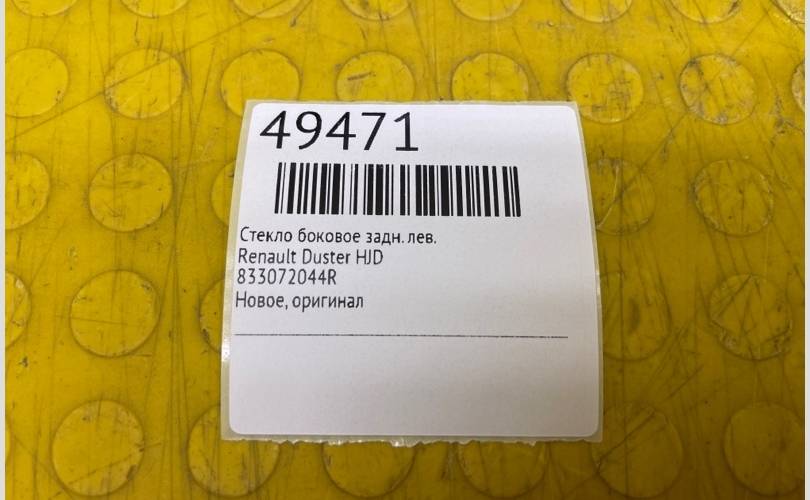 49471
Стекло боковое задн. лев.
Renault Duster HJD
833072044R
Новое, оригинал